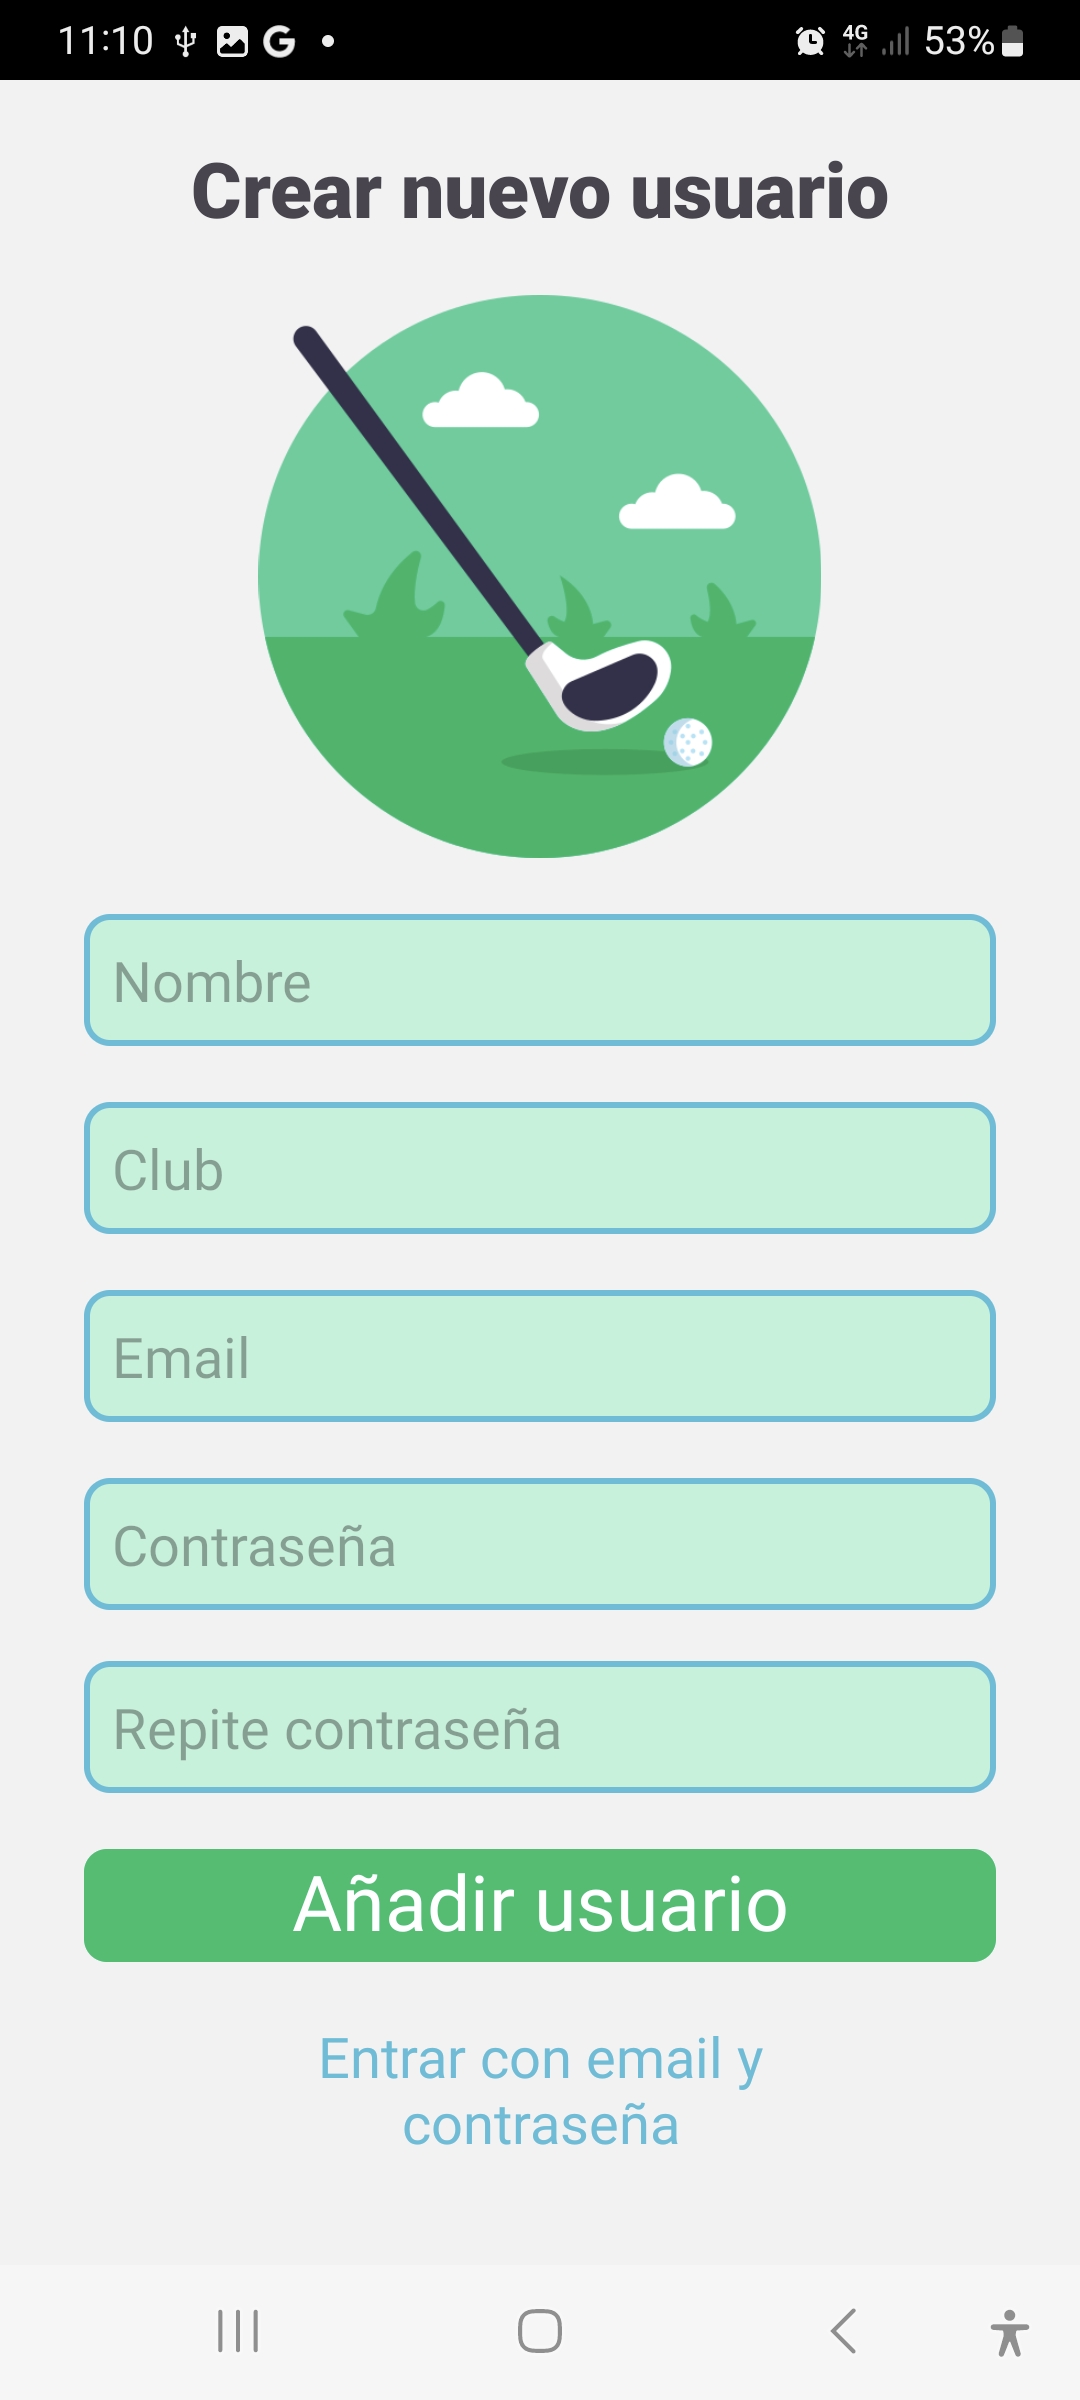 11:10
4G
53%
Crear nuevo usuario
Nombre
Club
Email
Contraseña
Repite contraseña
Añadir usuario
Entrar con email y
contraseña